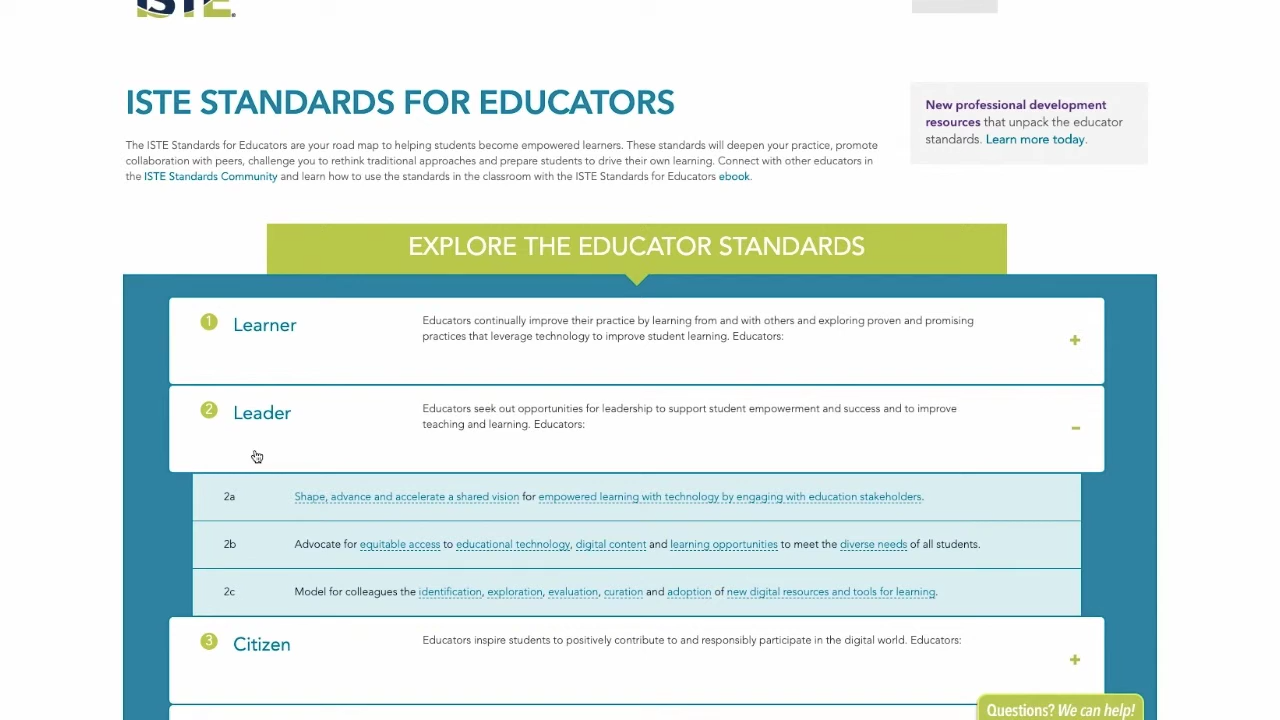 ISTE
ISTE STANDARDS FOR EDUCATORS
The ISTE Standards for Educators are your road map to helping students become empowered learners. These standards will deepen your practice, promote
collaboration with peers, challenge you to rethink traditional approaches and prepare students to drive their own learning. Connect with other educators in
the ISTE Standards Community and learn how to use the standards in the classroom with the ISTE Standards for Educators ebook.
New professional development
resources that unpack the educator
standards. Learn more today.
EXPLORE THE EDUCATOR STANDARDS
1 Learner
Educators continually improve their practice by learning from and with others and exploring proven and promising
practices that leverage technology to improve student learning. Educators:
+
2 Leader
Educators seek out opportunities for leadership to support student empowerment and success and to improve
teaching and learning. Educators:
-
2a Shape, advance and accelerate a shared vision for empowered learning with technology by engaging with education stakeholders.
2b Advocate for equitable access to educational technology, digital content and learning opportunities to meet the diverse needs of all students.
2c Model for colleagues the identification, exploration, evaluation, curation and adoption of new digital resources and tools for learning.
3 Citizen
Educators inspire students to positively contribute to and responsibly participate in the digital world. Educators:
+
Questions? We can help!